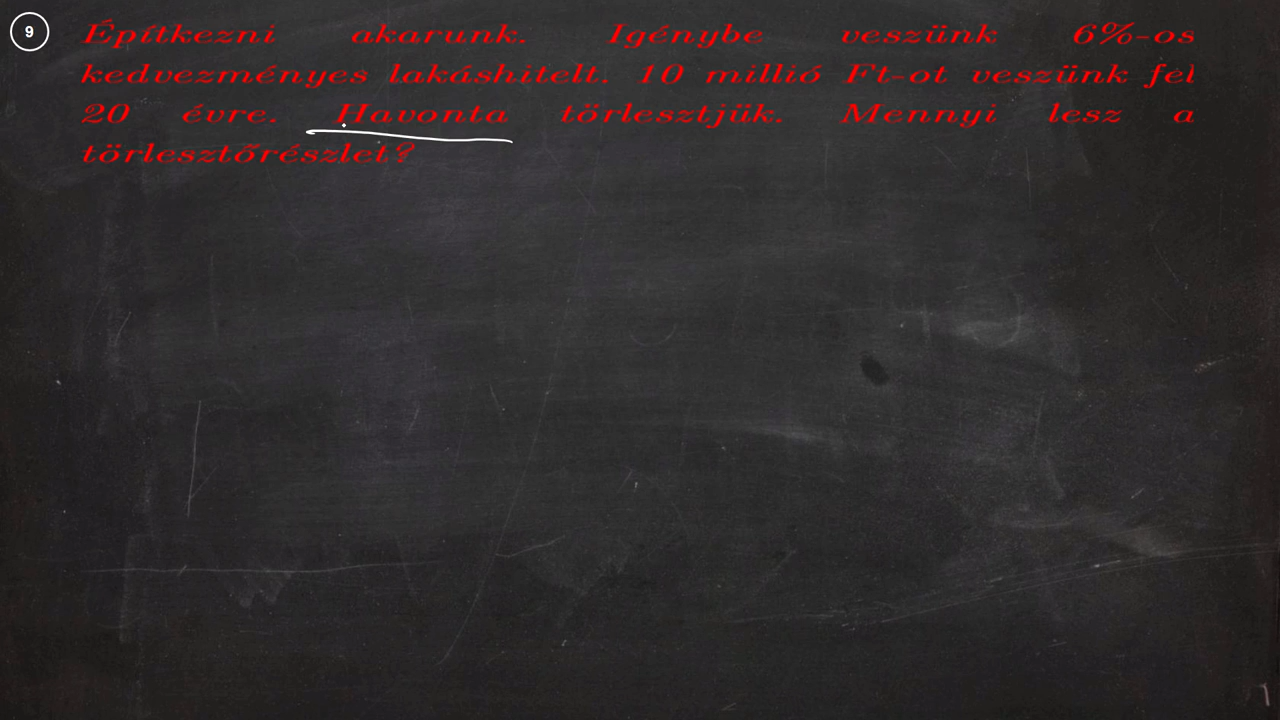 9
Építkezni akarunk. Igénybe veszünk 6%-os
kedvezményes lakáshitelt. 10 millió Ft-ot veszünk fel
20 évre. Havonta törlesztjük. Mennyi lesz a
törlesztőrészlet?